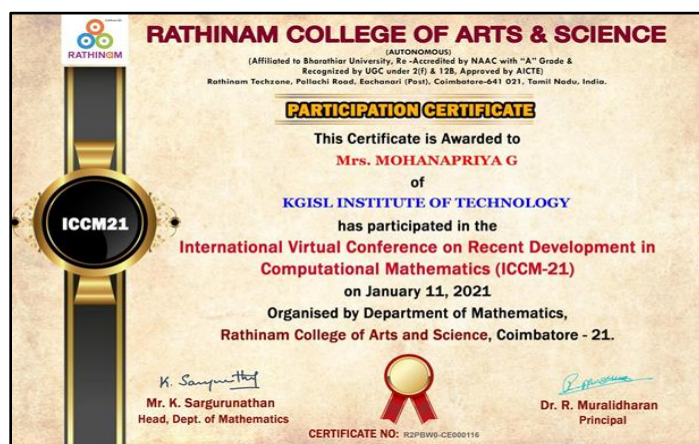 RATHINAM
RATHINAM COLLEGE OF ARTS & SCIENCE
(AUTONOMOUS)
(Affiliated to Bharathiar University, Re -Accredited by NAAC with "A" Grade &
Recognized by UGC under 2(f) & 12B, Approved by AICTE)
Rathinam Techzone, Pollachi Road, Eachanari (Post), Coimbatore-641 021, Tamil Nadu, India.
PARTICIPATION CERTIFICATE
This Certificate is Awarded to
Mrs. MOHANAPRIYA G
of
KGISL INSTITUTE OF TECHNOLOGY
has participated in the
International Virtual Conference on Recent Development in
Computational Mathematics (ICCM-21)
on January 11, 2021
Organised by Department of Mathematics,
Rathinam College of Arts and Science, Coimbatore - 21.
ICCM21
Mr. K. Sargurunathan
Head, Dept. of Mathematics
Dr. R. Muralidharan
Principal
CERTIFICATE NO: R2PBW0-CE000116